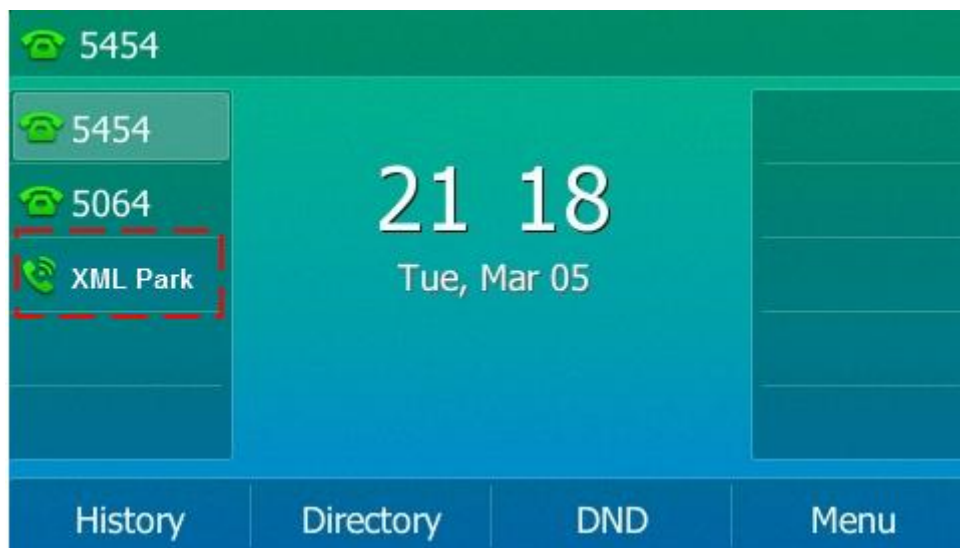 5454
5454
5064
XML Park
21 18
Tue, Mar 05
History Directory DND Menu